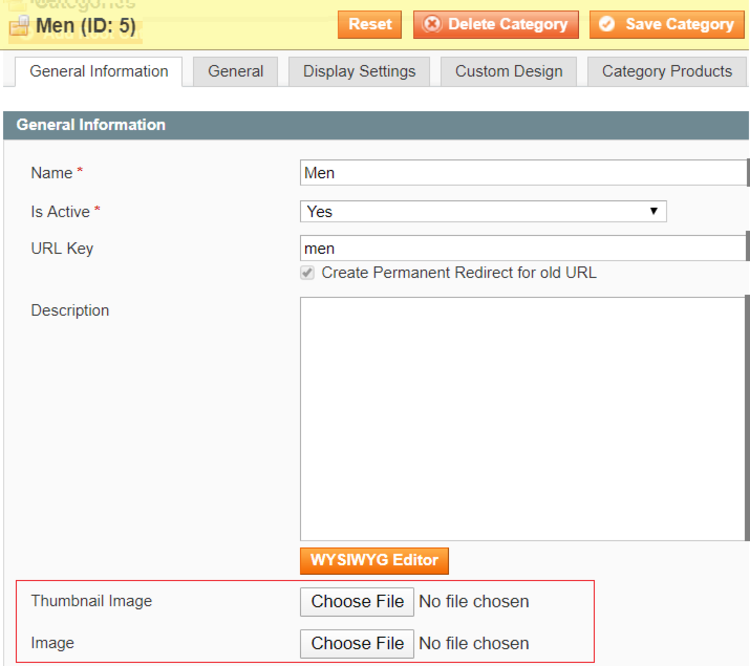 Categories
Men (ID: 5)
Reset
Delete Category
Save Category
General Information
General
Display Settings
Custom Design
Category Products
General Information
Name *
Men
Is Active *
Yes
URL Key
men
Create Permanent Redirect for old URL
Description
WYSIWYG Editor
Thumbnail Image
Choose File No file chosen
Image
Choose File No file chosen